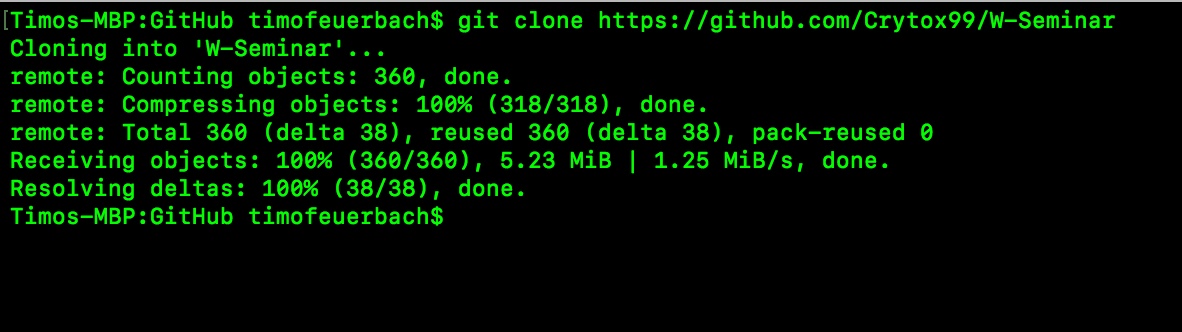 [Timos-MBP:GitHub timofeuerbach$ git clone https://github.com/Crytox99/W-Seminar
Cloning into 'W-Seminar'...
remote: Counting objects: 360, done.
remote: Compressing objects: 100% (318/318), done.
remote: Total 360 (delta 38), reused 360 (delta 38), pack-reused 0
Receiving objects: 100% (360/360), 5.23 MiB | 1.25 MiB/s, done.
Resolving deltas: 100% (38/38), done.
Timos-MBP:GitHub timofeuerbach$